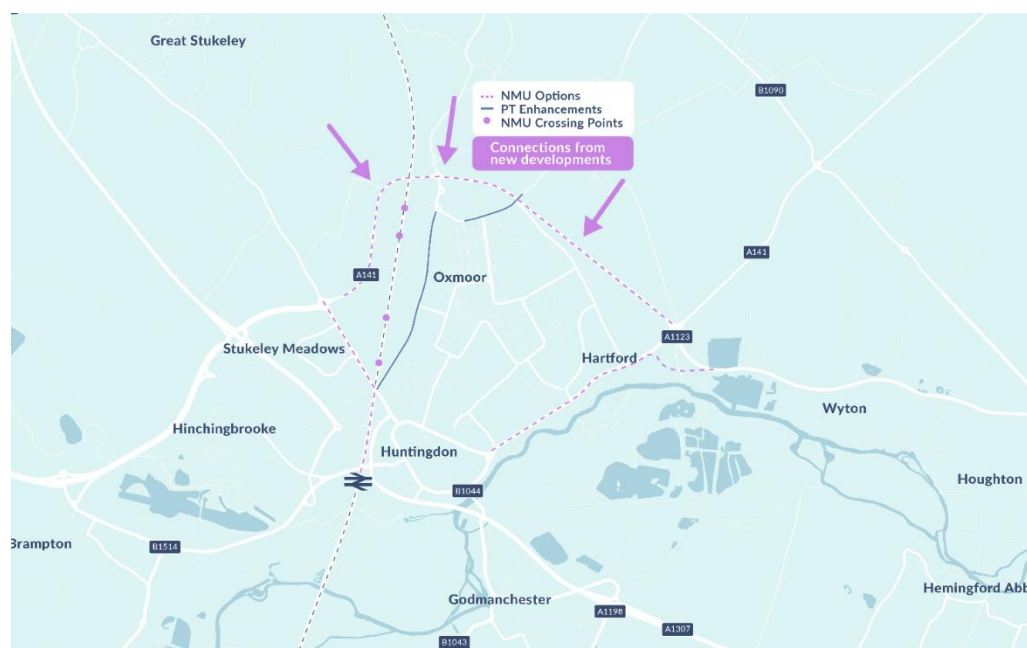 Great Stukeley
NMU Options
PT Enhancements
NMU Crossing Points
B1090
Connections from
new developments
A141
A141
Oxmoor
A1123
Stukeley Meadows
Hartford
Wyton
Hinchingbrooke
Huntingdon
Houghton
B1044
Brampton
B1514
Hemingford Abb
Godmanchester
A1198
A1307
B1043